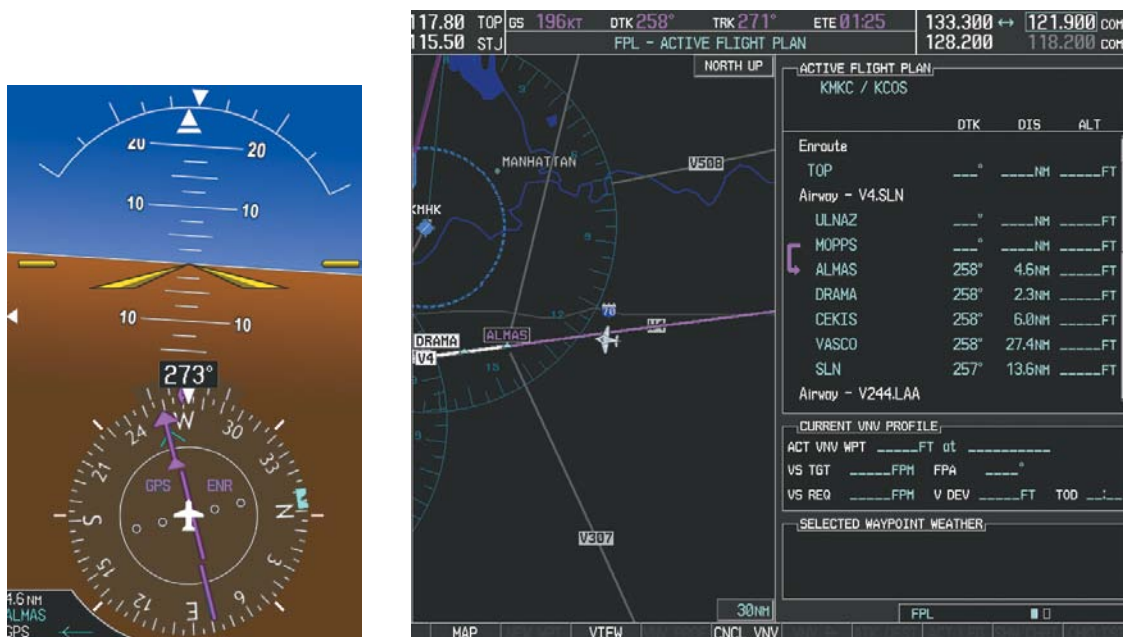 20 20
10 10
10 10
273°
24 W 30
21 33
GPS ENR
S N
15 3
12 E 6
4.6NM
ALMAS
GPS
117.80 TOP GS 196KT DTK 258° TRK 271° ETE 01:25 133.300 ↔ 121.900 COM
115.50 STJ FPL - ACTIVE FLIGHT PLAN 128.200 118.200 COM
NORTH UP
MANHATTAN
V508
KMHK
3
6
9
12
15
70
ALMAS
DRAMA
V4
V307
30NM
ACTIVE FLIGHT PLAN
KMKC / KCOS
DTK DIS ALT
Enroute
TOP ___° ____NM _____FT
Airway - V4.SLN
ULNAZ ___° ____NM _____FT
MOPPS ___° ____NM _____FT
ALMAS 258° 4.6NM _____FT
DRAMA 258° 2.3NM _____FT
CEKIS 258° 6.0NM _____FT
VASCO 258° 27.4NM _____FT
SLN 257° 13.6NM _____FT
Airway - V244.LAA
CURRENT VNV PROFILE
ACT VNV WPT _____FT at __________
VS TGT _____FPM FPA ____°
VS REQ _____FPM V DEV _____FT TOD __:__
SELECTED WAYPOINT WEATHER
FPL
MAP VIEW CNCL VNV